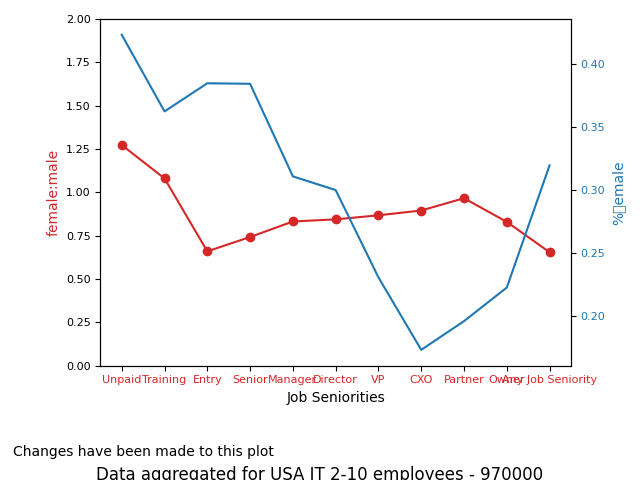 2.00
1.75
1.50
1.25
1.00
0.75
0.50
0.25
0.00
female:male
0.40
0.35
0.30
0.25
0.20
%▯emale
Unpaid Training Entry Senior Manager Director VP CXO Partner Owner Any Job Seniority
Job Seniorities
Changes have been made to this plot
Data aggregated for USA IT 2-10 employees - 970000